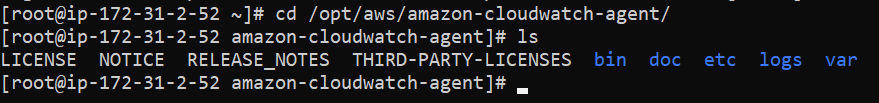 [root@ip-172-31-2-52 ~]# cd /opt/aws/amazon-cloudwatch-agent/
[root@ip-172-31-2-52 amazon-cloudwatch-agent]# ls
LICENSE  NOTICE  RELEASE_NOTES  THIRD-PARTY-LICENSES  bin  doc  etc  logs  var
[root@ip-172-31-2-52 amazon-cloudwatch-agent]#